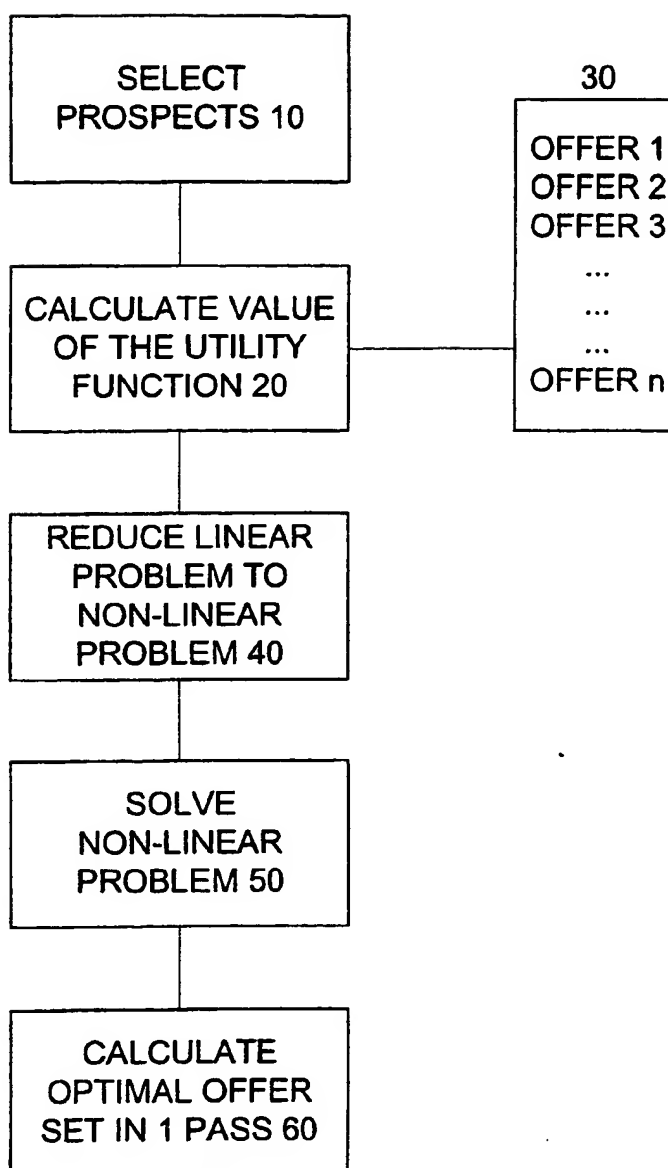 SELECT
PROSPECTS 10
30
OFFER 1
OFFER 2
OFFER 3
...
...
...
OFFER n
CALCULATE VALUE
OF THE UTILITY
FUNCTION 20
REDUCE LINEAR
PROBLEM TO
NON-LINEAR
PROBLEM 40
SOLVE
NON-LINEAR
PROBLEM 50
CALCULATE
OPTIMAL OFFER
SET IN 1 PASS 60